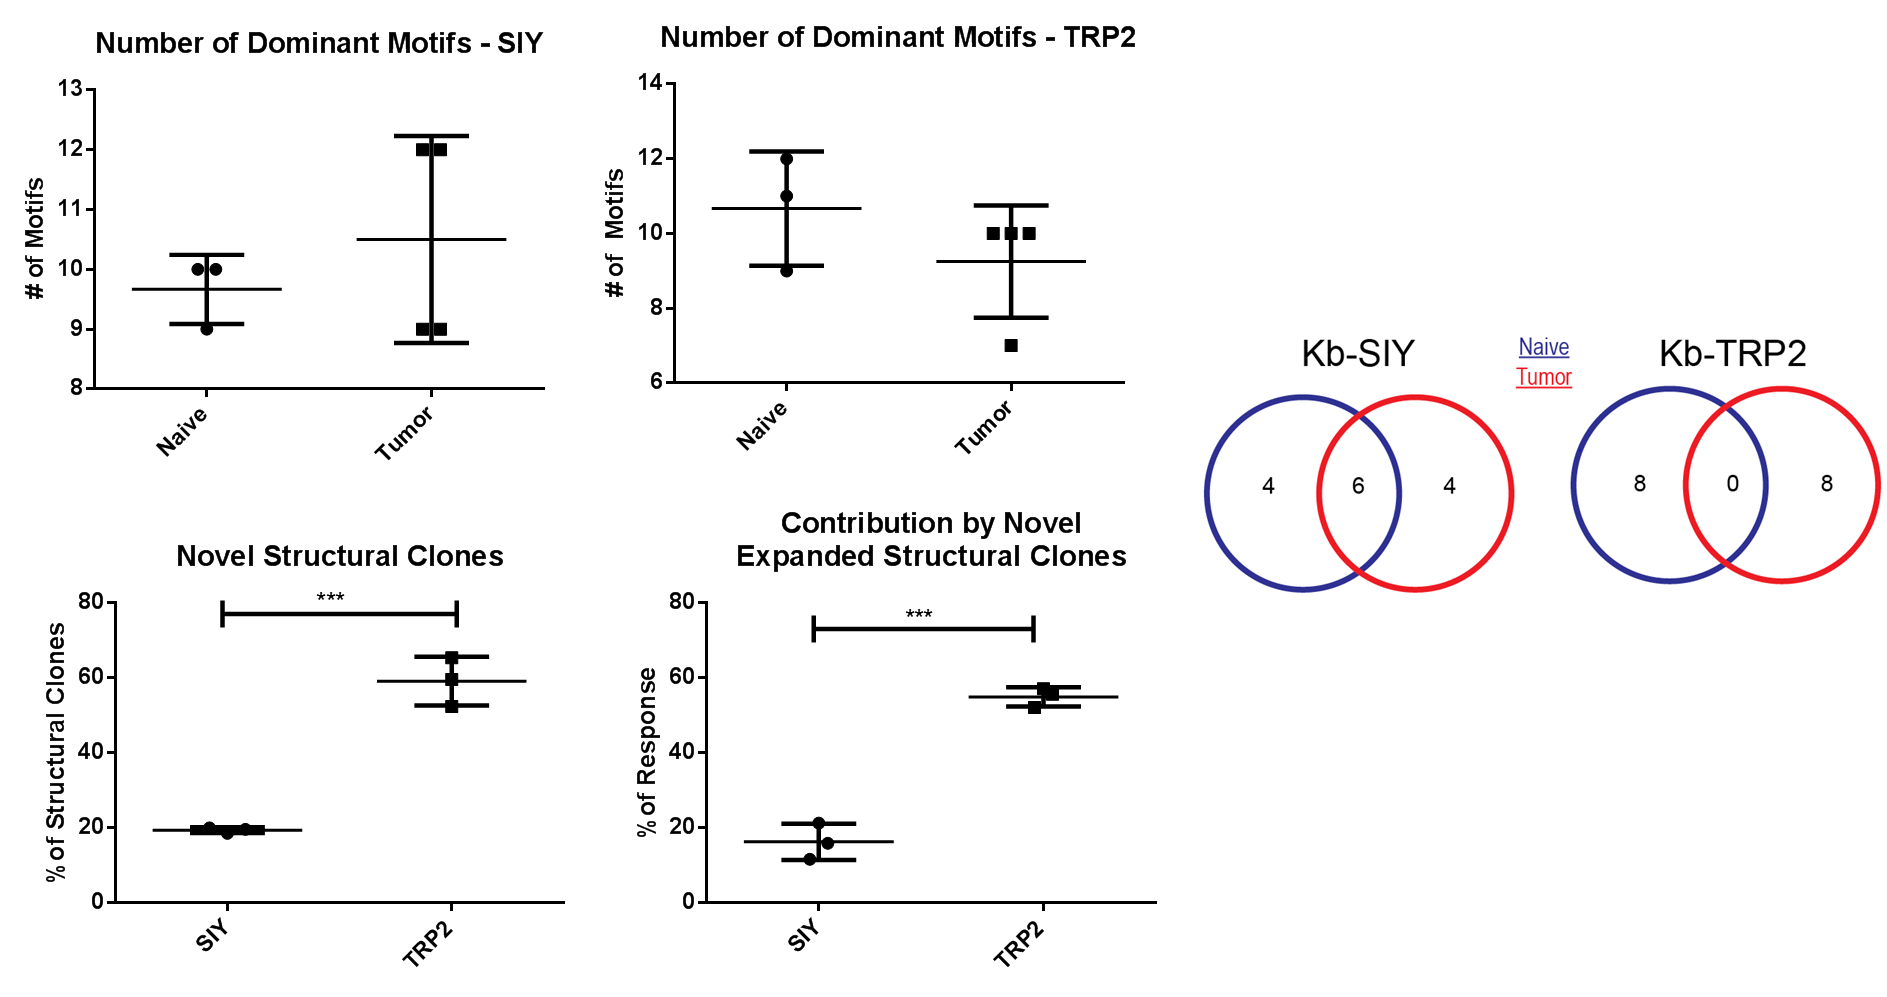 Number of Dominant Motifs - SIY
# of Motifs
13
12
11
10
9
8
Naive
Tumor
Number of Dominant Motifs - TRP2
# of Motifs
14
12
10
8
6
Naive
Tumor
Kb-SIY
4
6
4
Naive
Tumor
Kb-TRP2
8
0
8
Novel Structural Clones
% of Structural Clones
80
60
40
20
0
***
SIY
TRP2
Contribution by Novel
Expanded Structural Clones
% of Response
80
60
40
20
0
***
SIY
TRP2